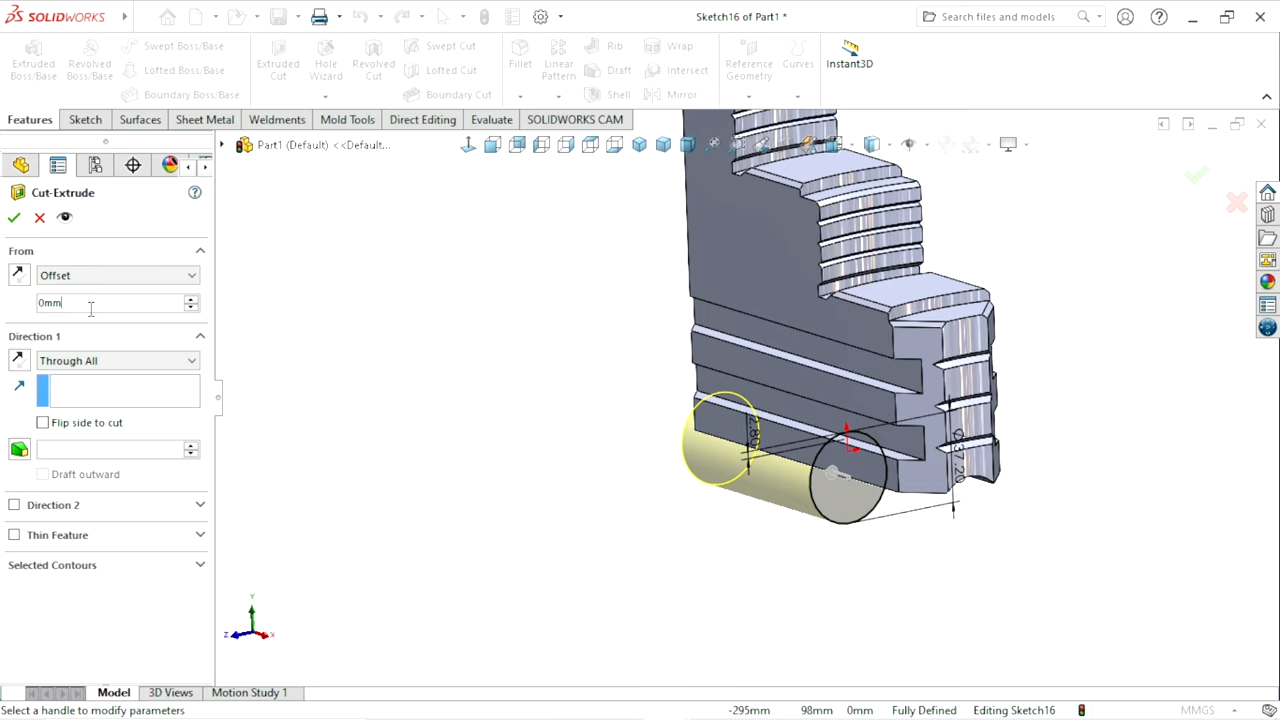 SOLIDWORKS
Sketch16 of Part1 *
Search files and models
Extruded Boss/Base
Revolved Boss/Base
Swept Boss/Base
Lofted Boss/Base
Boundary Boss/Base
Extruded Cut
Hole Wizard
Revolved Cut
Swept Cut
Lofted Cut
Boundary Cut
Fillet
Linear Pattern
Rib
Draft
Shell
Wrap
Intersect
Mirror
Reference Geometry
Curves
Instant3D
Features
Sketch
Surfaces
Sheet Metal
Weldments
Mold Tools
Direct Editing
Evaluate
SOLIDWORKS CAM
Part1 (Default) <<Default...
Cut-Extrude
From
Offset
0mm
Direction 1
Through All
Flip side to cut
Draft outward
Direction 2
Thin Feature
Selected Contours
Y
Z
X
Model
3D Views
Motion Study 1
Select a handle to modify parameters
-295mm
98mm
0mm
Fully Defined
Editing Sketch16
MMGS